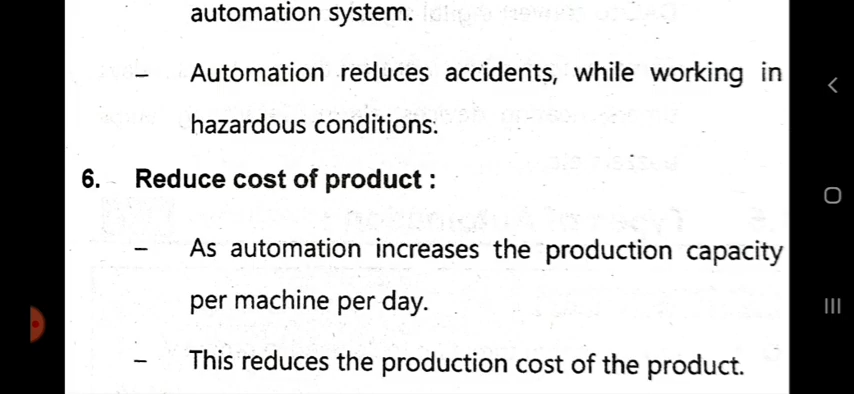 automation system.
– Automation reduces accidents, while working in
hazardous conditions.
6. Reduce cost of product :
– As automation increases the production capacity
per machine per day.
– This reduces the production cost of the product.